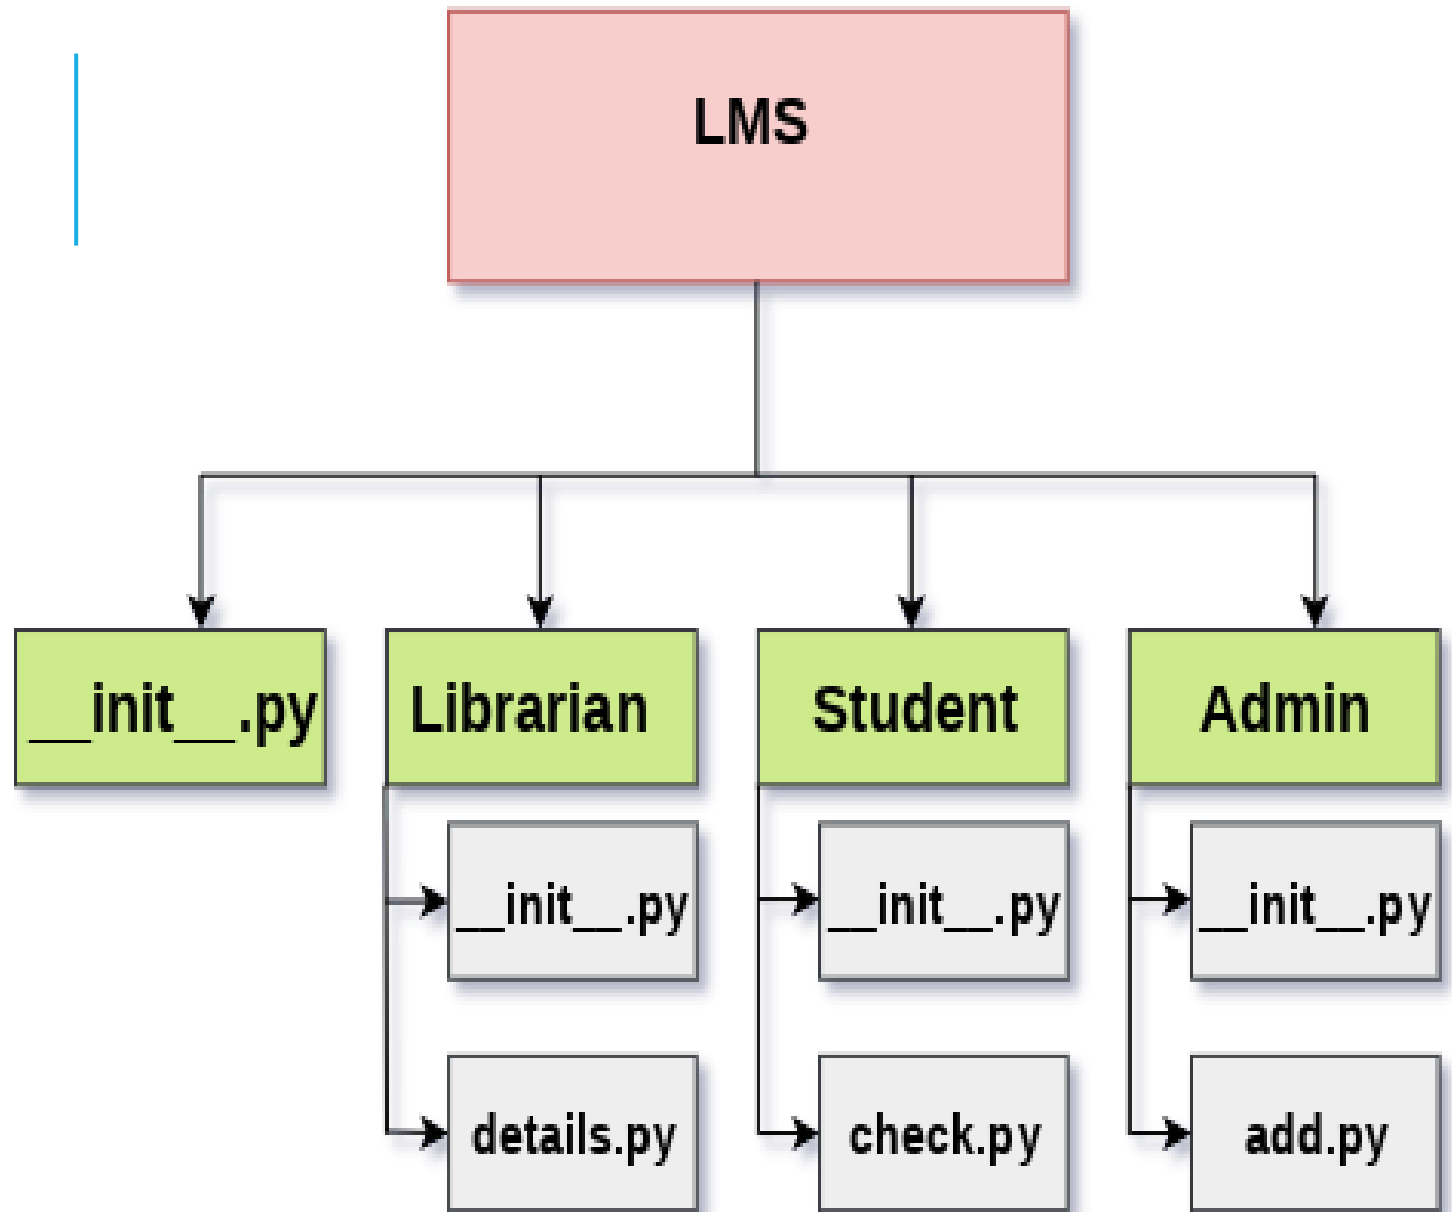 LMS
__init__.py
Librarian
Student
Admin
__init__.py
__init__.py
__init__.py
details.py
check.py
add.py